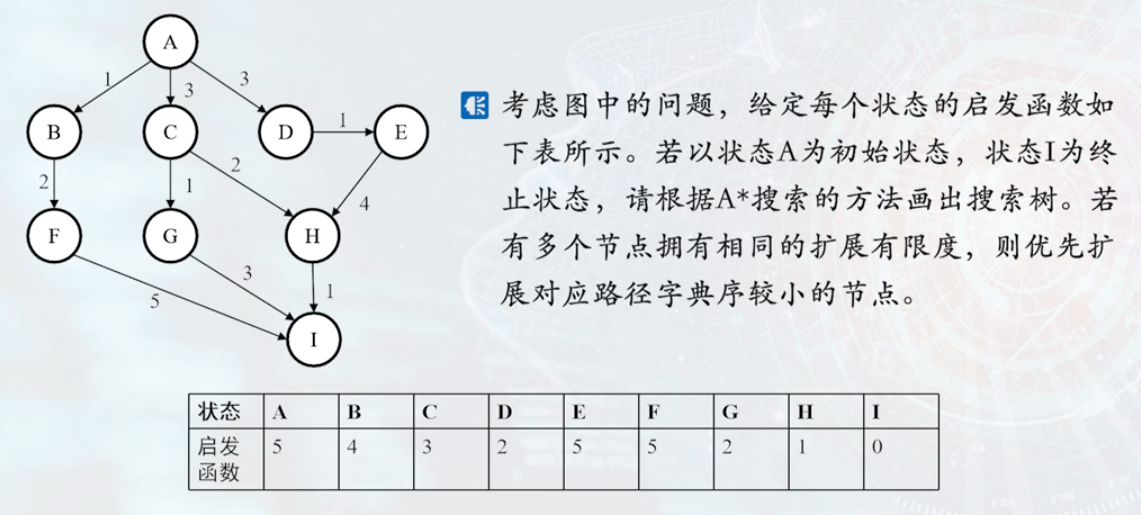 A
1
3
3
B
C
D
1
E
2
1
2
4
F
G
H
5
3
1
I
考虑图中的问题，给定每个状态的启发函数如
下表所示。若以状态A为初始状态，状态I为终
止状态，请根据A*搜索的方法画出搜索树。若
有多个节点拥有相同的扩展有限度，则优先扩
展对应路径字典序较小的节点。
状态 A B C D E F G H I
启发 5 4 3 2 5 5 2 1 0
函数